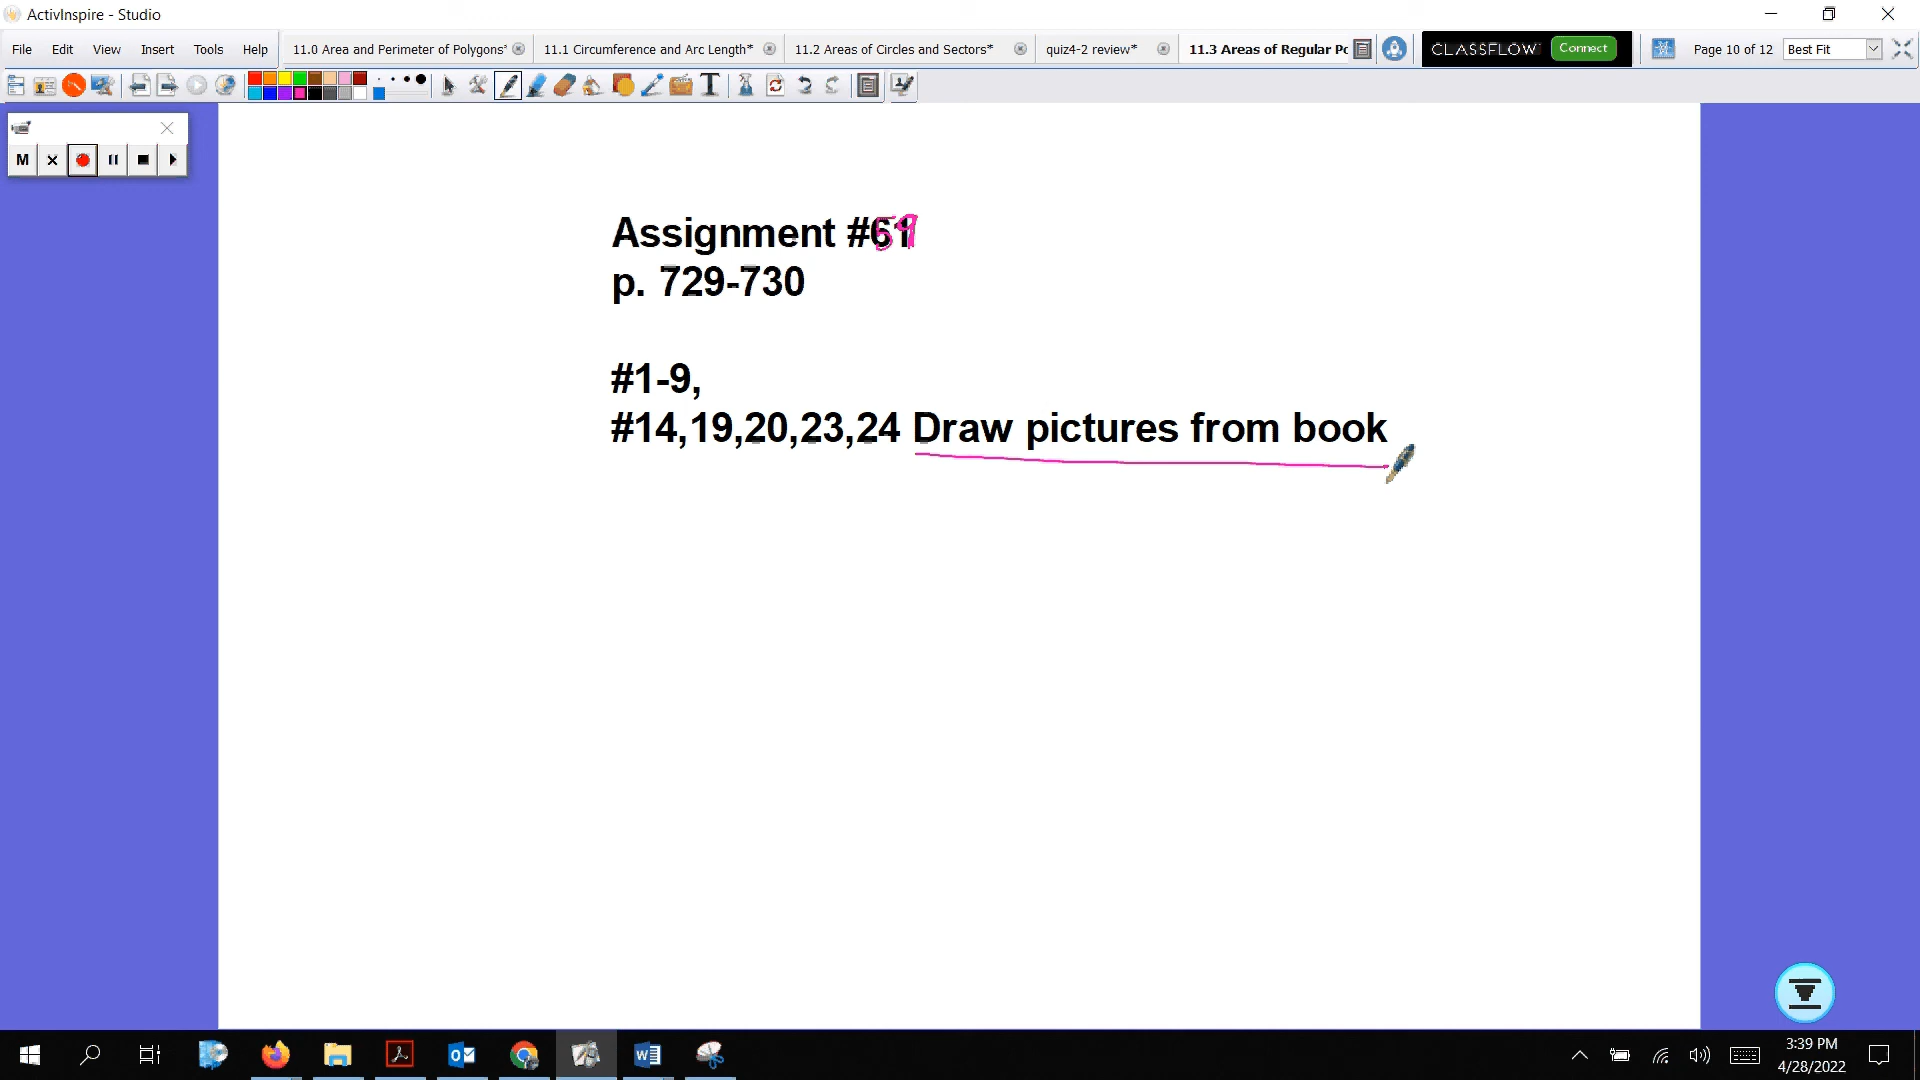 ActivInspire - Studio
File Edit View Insert Tools Help 11.0 Area and Perimeter of Polygons* 11.1 Circumference and Arc Length* 11.2 Areas of Circles and Sectors* quiz4-2 review* 11.3 Areas of Regular Po CLASSFLOW Connect Page 10 of 12 Best Fit
T
M
Assignment #61 59
p. 729-730
#1-9,
#14,19,20,23,24 Draw pictures from book
3:39 PM
4/28/2022